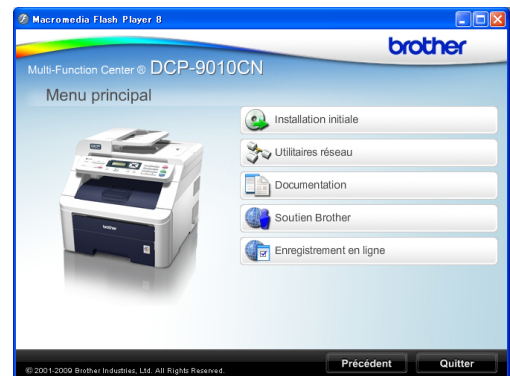 Macromedia Flash Player 8
brother
Multi-Function Center ® DCP-9010CN
Menu principal
Installation initiale
Utilitaires réseau
Documentation
Soutien Brother
Enregistrement en ligne
Précédent
Quitter
© 2001-2009 Brother Industries, Ltd. All Rights Reserved.